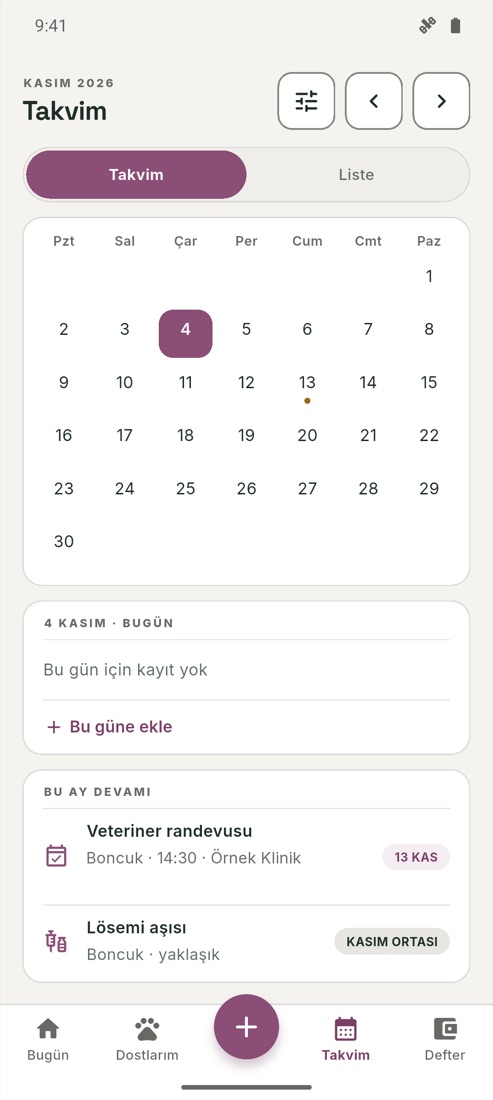 9:41
KASIM 2026
Takvim
Takvim Liste
Pzt Sal Çar Per Cum Cmt Paz
1
2 3 4 5 6 7 8
9 10 11 12 13 14 15
16 17 18 19 20 21 22
23 24 25 26 27 28 29
30
4 KASIM · BUGÜN
Bu gün için kayıt yok
+ Bu güne ekle
BU AY DEVAMI
Veteriner randevusu
Boncuk · 14:30 · Örnek Klinik
13 KAS
Lösemi aşısı
Boncuk · yaklaşık
KASIM ORTASI
Bugün Dostlarım Takvim Defter